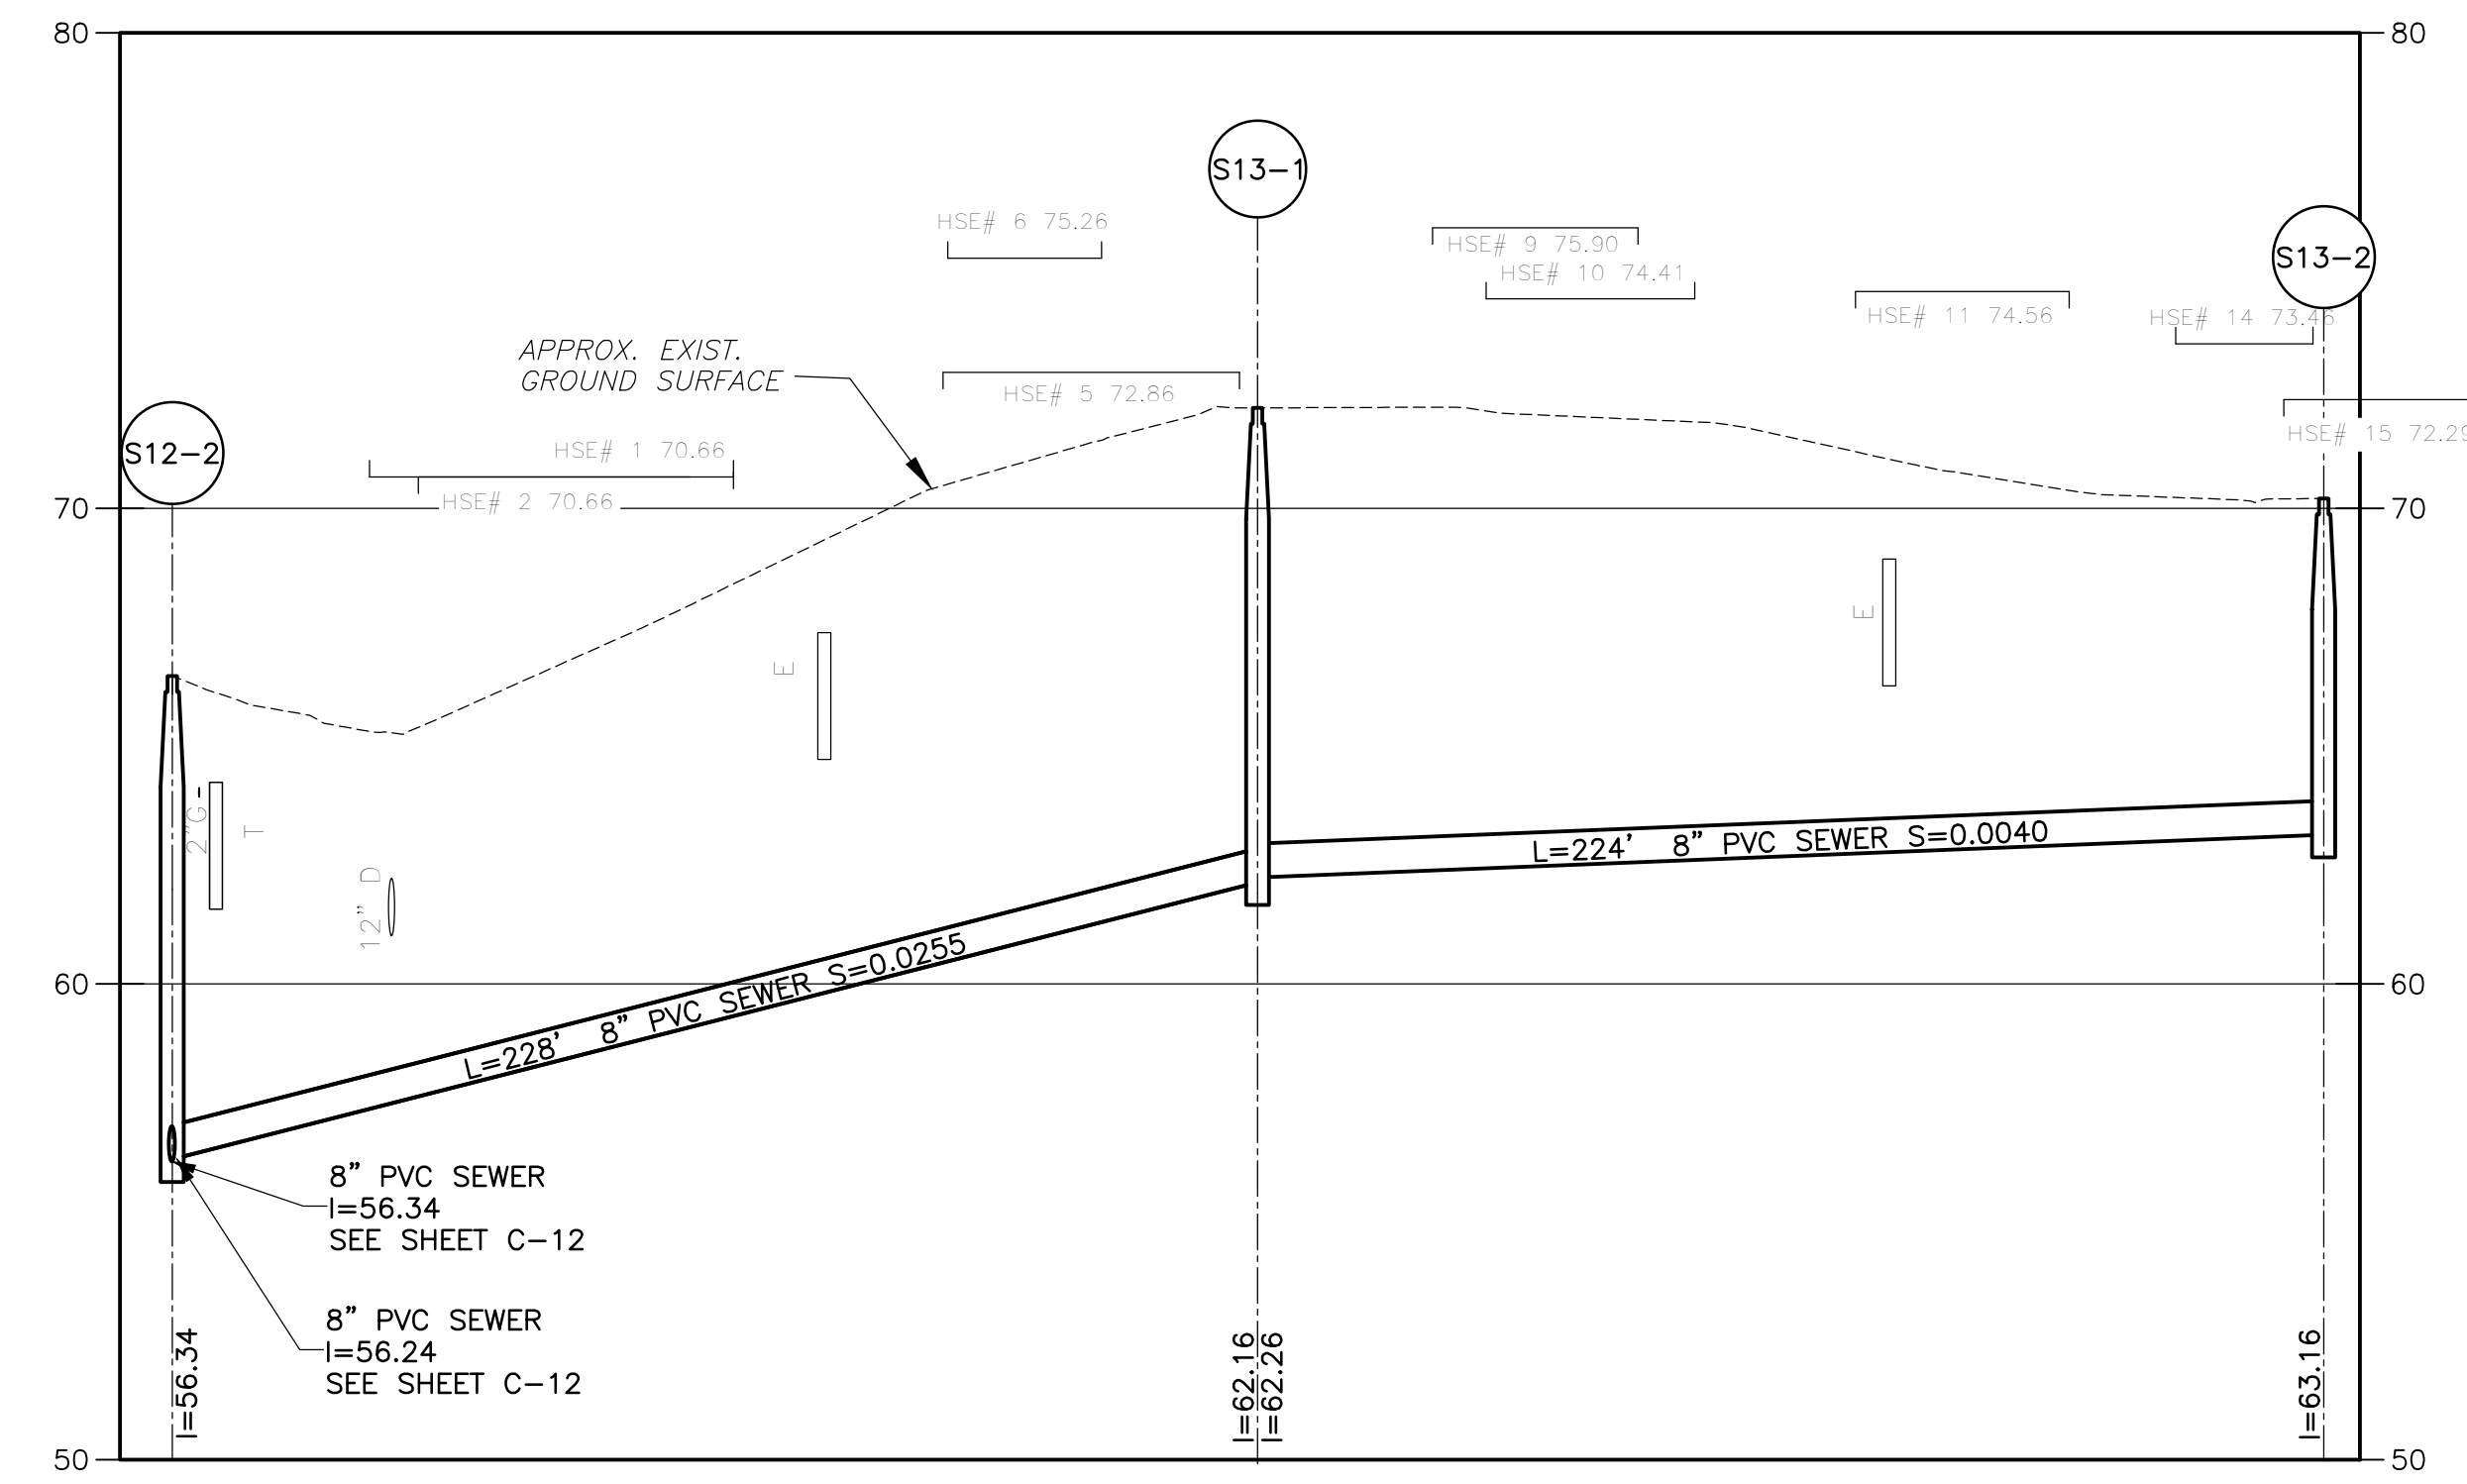 80
80
S13-1
HSE# 6 75.26
HSE# 9 75.90
S13-2
HSE# 10 74.41
HSE# 11 74.56
HSE# 14 73.46
APPROX. EXIST.
GROUND SURFACE
HSE# 5 72.86
HSE# 15 72.29
S12-2
HSE# 1 70.66
HSE# 2 70.66
70
70
E
E
2"G
T
12" D
L=224' 8" PVC SEWER S=0.0040
L=228' 8" PVC SEWER S=0.0255
60
60
8" PVC SEWER
I=56.34
SEE SHEET C-12
8" PVC SEWER
I=56.24
SEE SHEET C-12
I=56.34
I=62.16
I=62.26
I=63.16
50
50